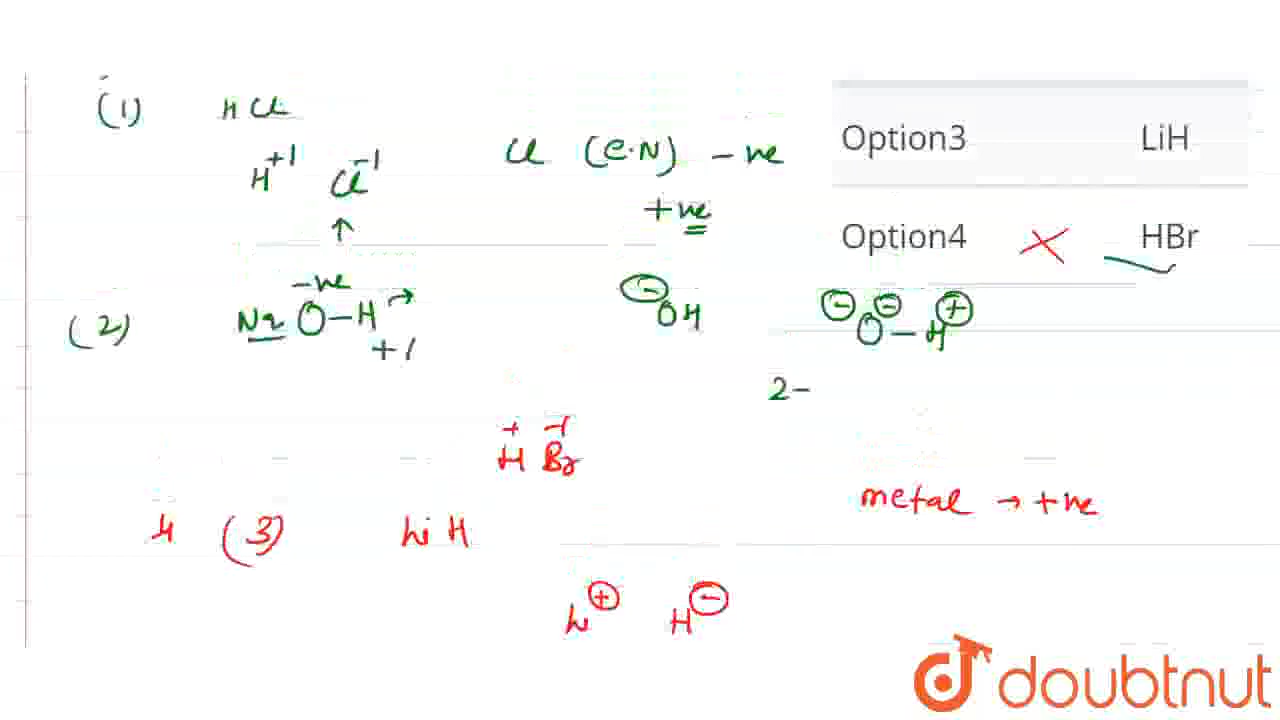 (1) HCl
Option3 LiH
H+1 Cl-1
Cl (E.N) -ve
↑ +ve
Option4 × HBr
(2) Na O-H →
-ve
+1
- OH
- O - H +
-
2-
+ -1
H Br
metal → +ve
4 (3) Li H
Li + H -
doubtnut